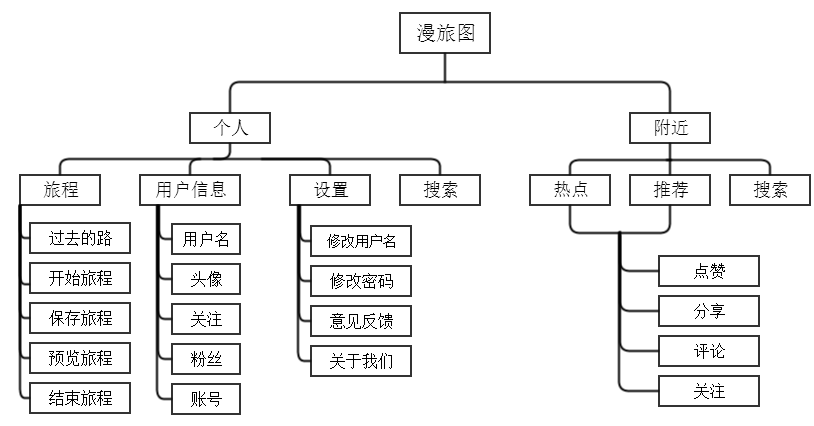 漫旅图
个人
附近
旅程
用户信息
设置
搜索
热点
推荐
搜索
过去的路
开始旅程
保存旅程
预览旅程
结束旅程
用户名
头像
关注
粉丝
账号
修改用户名
修改密码
意见反馈
关于我们
点赞
分享
评论
关注